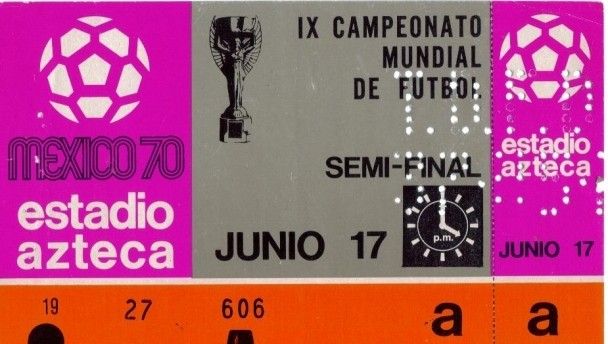 MEXICO 70
estadio
azteca
IX CAMPEONATO
MUNDIAL
DE FUTBOL
SEMI-FINAL
JUNIO 17
p.m.
estadio
azteca
JUNIO 17
19 27 606 a a